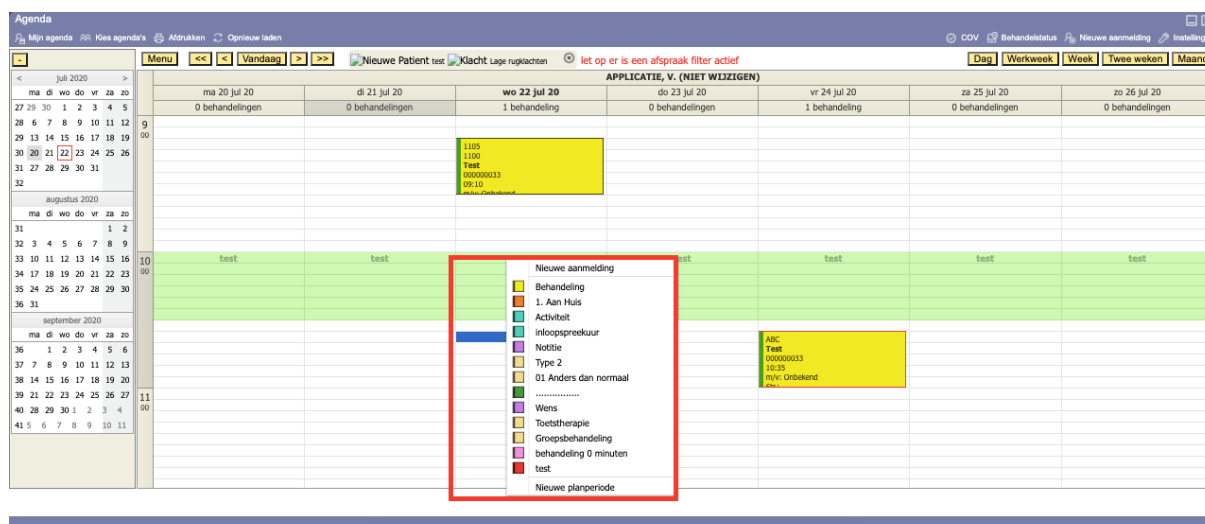 Agenda
Mijn agenda Kies agenda's Afdrukken Opnieuw laden COV Behandelstatus Nieuwe aanmelding
- Menu << < Vandaag > >> Nieuwe Patient test Klacht Lage rugklachten let op er is een afspraak filter actief Dag Werkweek Week Twee weken
< juli 2020 >
ma di wo do vr za zo
27 29 30 1 2 3 4 5
28 6 7 8 9 10 11 12
29 13 14 15 16 17 18 19
30 20 21 22 23 24 25 26
31 27 28 29 30 31
32
augustus 2020
ma di wo do vr za zo
31 1 2
32 3 4 5 6 7 8 9
33 10 11 12 13 14 15 16
34 17 18 19 20 21 22 23
35 24 25 26 27 28 29 30
36 31
september 2020
ma di wo do vr za zo
36 1 2 3 4 5 6
37 7 8 9 10 11 12 13
38 14 15 16 17 18 19 20
39 21 22 23 24 25 26 27
40 28 29 30 1 2 3 4
41 5 6 7 8 9 10 11
APPLICATIE, V. (NIET WIJZIGEN)
ma 20 jul 20 di 21 jul 20 wo 22 jul 20 do 23 jul 20 vr 24 jul 20 za 25 jul 20 zo 26 jul 20
0 behandelingen 0 behandelingen 1 behandeling 0 behandelingen 1 behandeling 0 behandelingen 0 behandelingen
9
00
1105
1100
Test
000000033
09:10
m/v: Onbekend
10
00
test test test test test
Nieuwe aanmelding
Behandeling
1. Aan Huis
Activiteit
inloopspreekuur
Notitie
Type 2
01 Anders dan normaal
................
Wens
Toetstherapie
Groepsbehandeling
behandeling 0 minuten
test
Nieuwe planperiode
ABC
Test
000000033
10:35
m/v: Onbekend
11
00